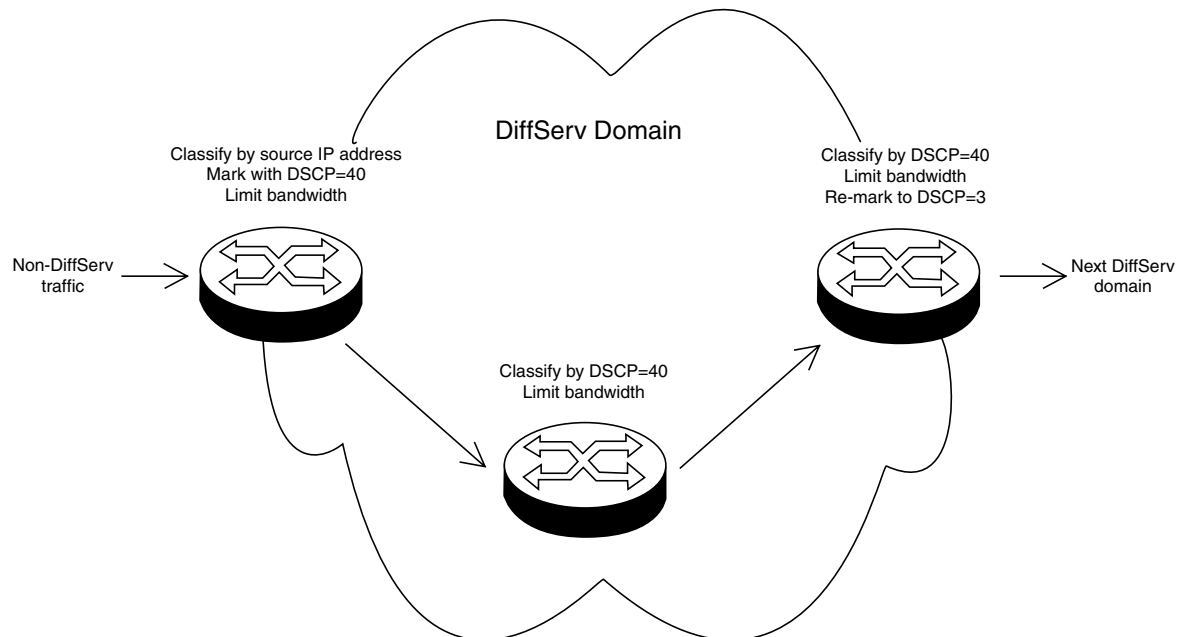 DiffServ Domain
Classify by source IP address
Mark with DSCP=40
Limit bandwidth
Classify by DSCP=40
Limit bandwidth
Re-mark to DSCP=3
Non-DiffServ
traffic
Next DiffServ
domain
Classify by DSCP=40
Limit bandwidth